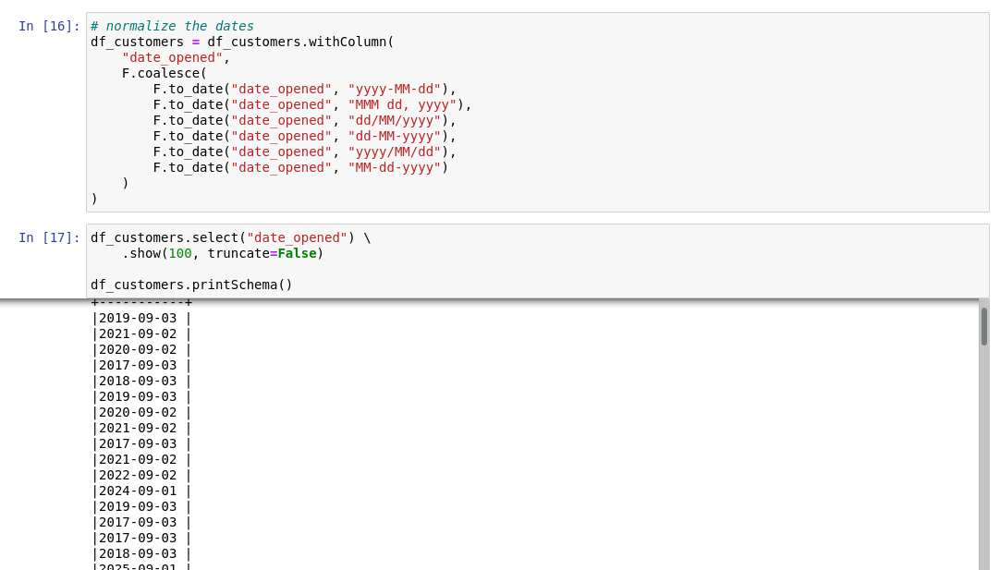 In [16]:
# normalize the dates
df_customers = df_customers.withColumn(
    "date_opened",
    F.coalesce(
        F.to_date("date_opened", "yyyy-MM-dd"),
        F.to_date("date_opened", "MMM dd, yyyy"),
        F.to_date("date_opened", "dd/MM/yyyy"),
        F.to_date("date_opened", "dd-MM-yyyy"),
        F.to_date("date_opened", "yyyy/MM/dd"),
        F.to_date("date_opened", "MM-dd-yyyy")
    )
)
In [17]:
df_customers.select("date_opened") \
    .show(100, truncate=False)

df_customers.printSchema()
+-----------+
|2019-09-03 |
|2021-09-02 |
|2020-09-02 |
|2017-09-03 |
|2018-09-03 |
|2019-09-03 |
|2020-09-02 |
|2021-09-02 |
|2017-09-03 |
|2021-09-02 |
|2022-09-02 |
|2024-09-01 |
|2019-09-03 |
|2017-09-03 |
|2017-09-03 |
|2018-09-03 |
|2025-09-01 |